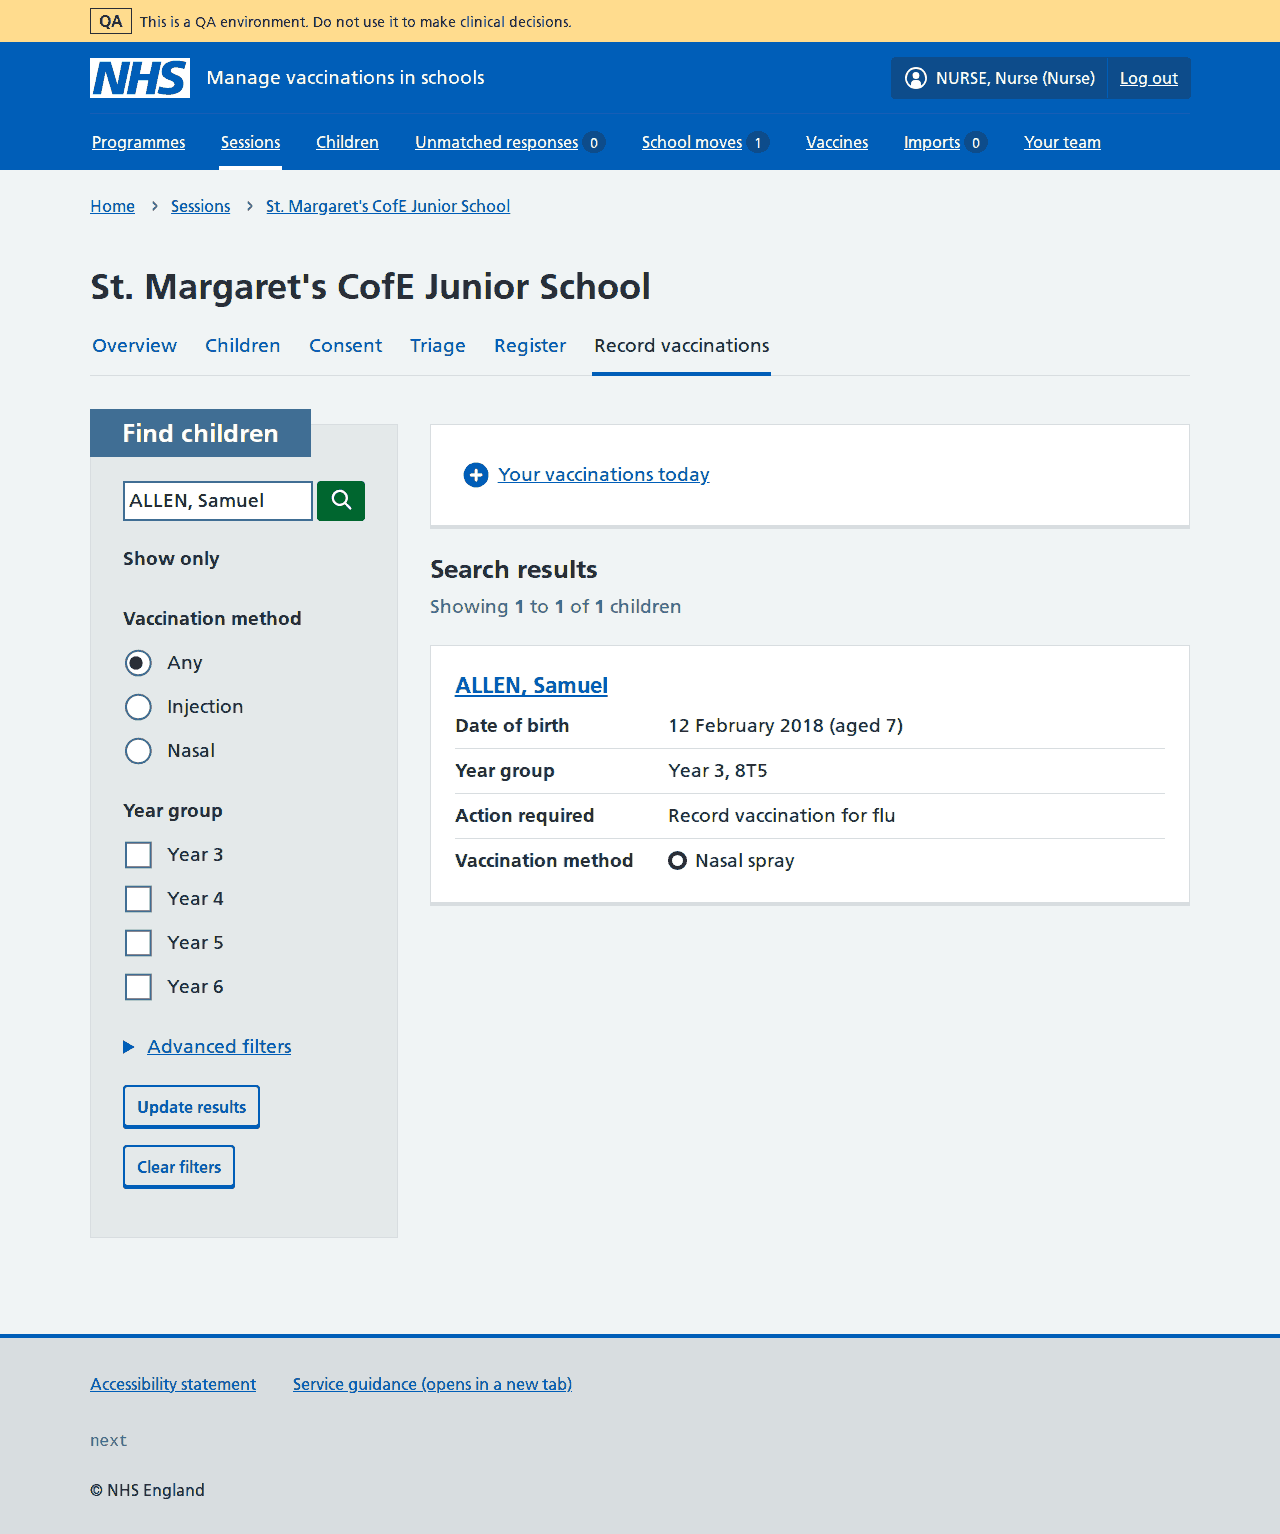 QA This is a QA environment. Do not use it to make clinical decisions.
NHS Manage vaccinations in schools NURSE, Nurse (Nurse) Log out
Programmes Sessions Children Unmatched responses 0 School moves 1 Vaccines Imports 0 Your team
Home Sessions St. Margaret's CofE Junior School
St. Margaret's CofE Junior School
Overview Children Consent Triage Register Record vaccinations
Find children
ALLEN, Samuel
Show only
Vaccination method
Any
Injection
Nasal
Year group
Year 3
Year 4
Year 5
Year 6
Advanced filters
Update results
Clear filters
Your vaccinations today
Search results
Showing 1 to 1 of 1 children
ALLEN, Samuel
Date of birth 12 February 2018 (aged 7)
Year group Year 3, 8T5
Action required Record vaccination for flu
Vaccination method Nasal spray
Accessibility statement Service guidance (opens in a new tab)
next
© NHS England